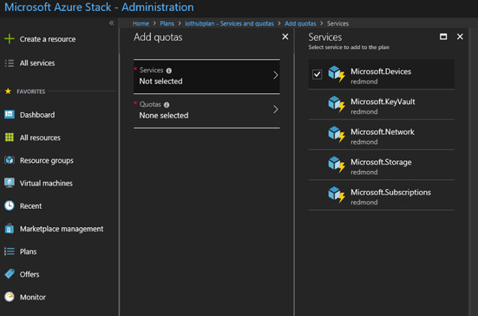 Microsoft Azure Stack - Administration
Home > Plans > iothubplan - Services and quotas > Add quotas > Services
Create a resource
All services
FAVORITES
Dashboard
All resources
Resource groups
Virtual machines
Recent
Marketplace management
Plans
Offers
Monitor
Add quotas
* Services
Not selected
* Quotas
None selected
Services
Select service to add to the plan
Microsoft.Devices
redmond
Microsoft.KeyVault
redmond
Microsoft.Network
redmond
Microsoft.Storage
redmond
Microsoft.Subscriptions
redmond